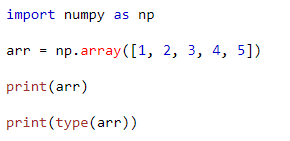 import numpy as np
arr = np.array([1, 2, 3, 4, 5])
print(arr)
print(type(arr))